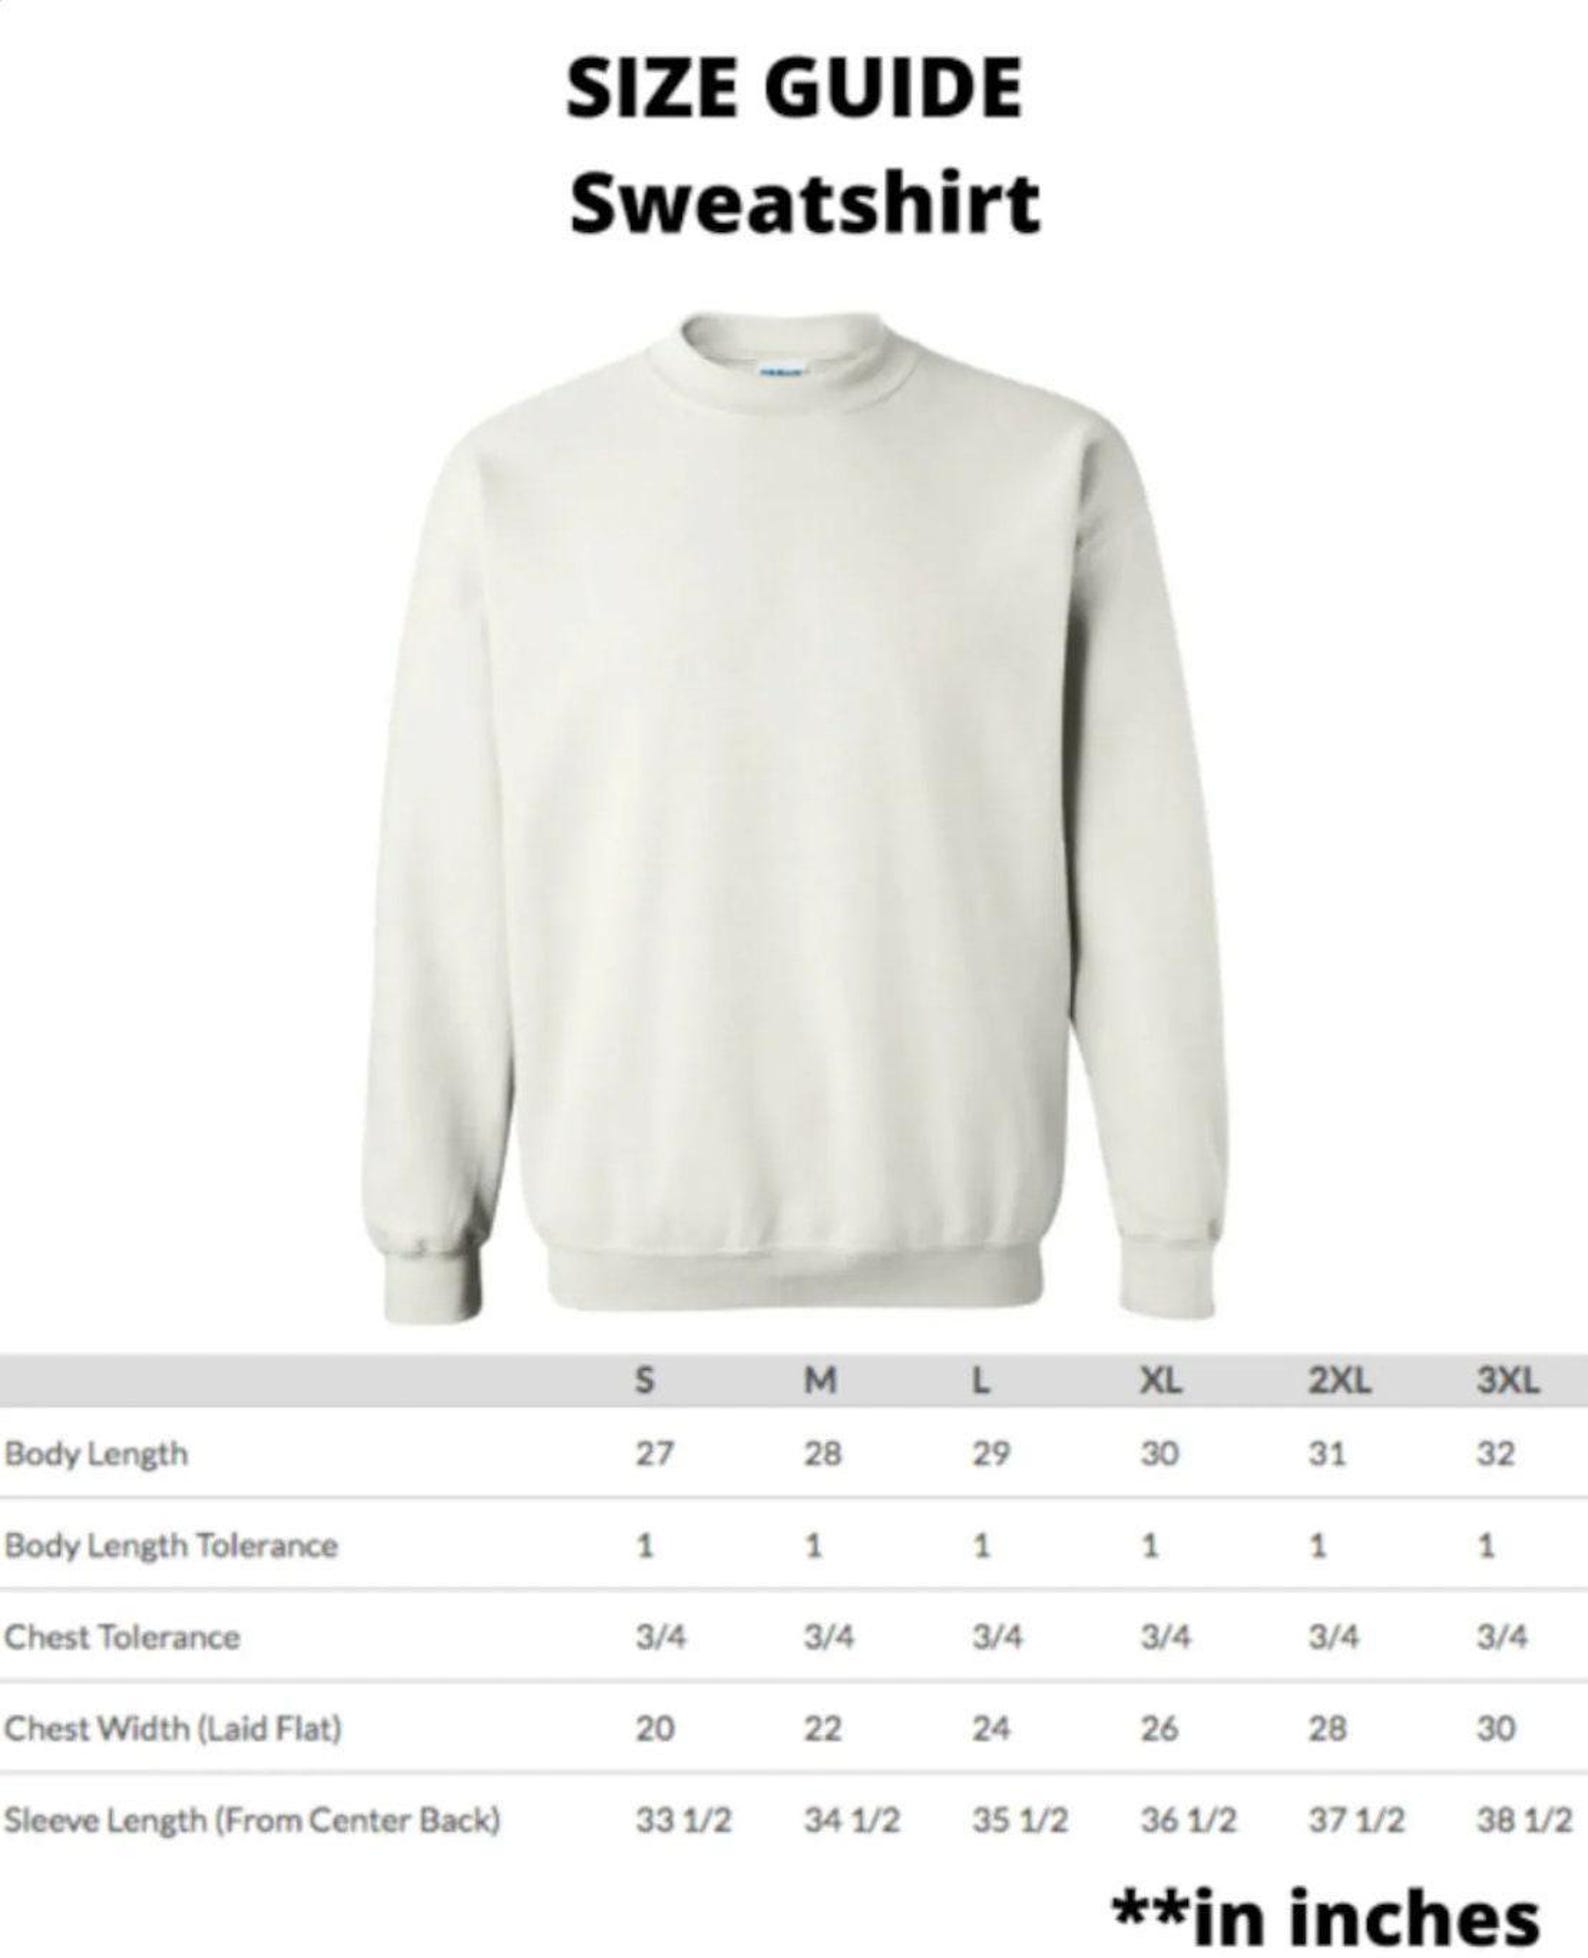 SIZE GUIDE
Sweatshirt
S M L XL 2XL 3XL
Body Length 27 28 29 30 31 32
Body Length Tolerance 1 1 1 1 1 1
Chest Tolerance 3/4 3/4 3/4 3/4 3/4 3/4
Chest Width (Laid Flat) 20 22 24 26 28 30
Sleeve Length (From Center Back) 33 1/2 34 1/2 35 1/2 36 1/2 37 1/2 38 1/2
**in inches